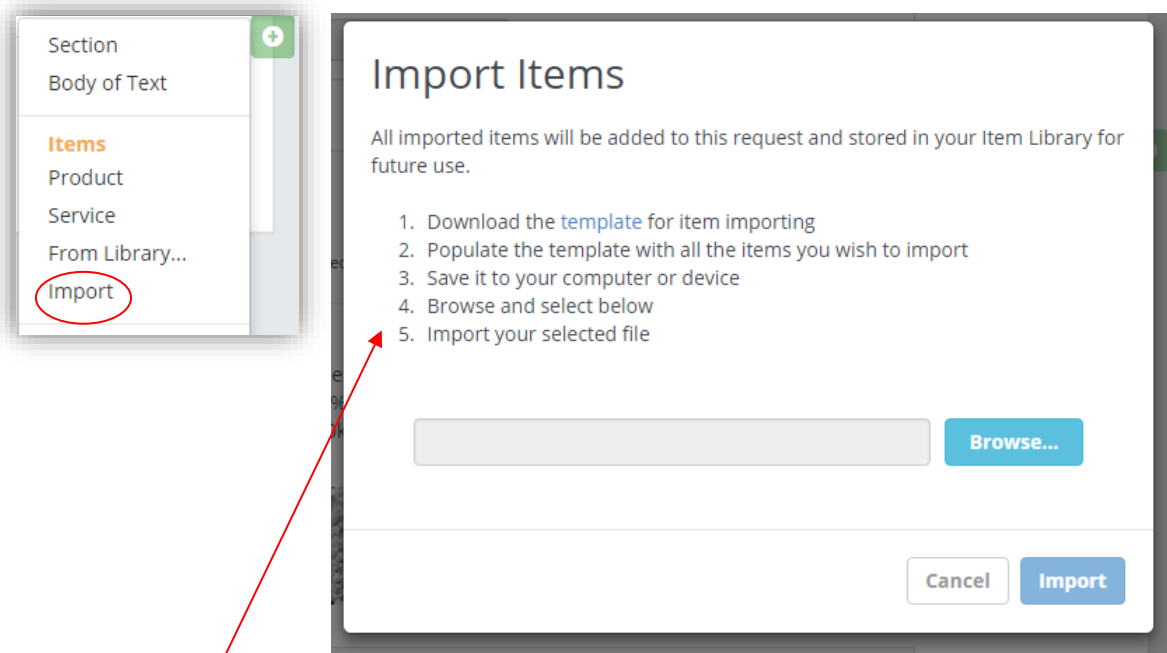 Section
Body of Text
Items
Product
Service
From Library...
Import
Import Items
All imported items will be added to this request and stored in your Item Library for
future use.
1. Download the template for item importing
2. Populate the template with all the items you wish to import
3. Save it to your computer or device
4. Browse and select below
5. Import your selected file
Browse...
Cancel
Import